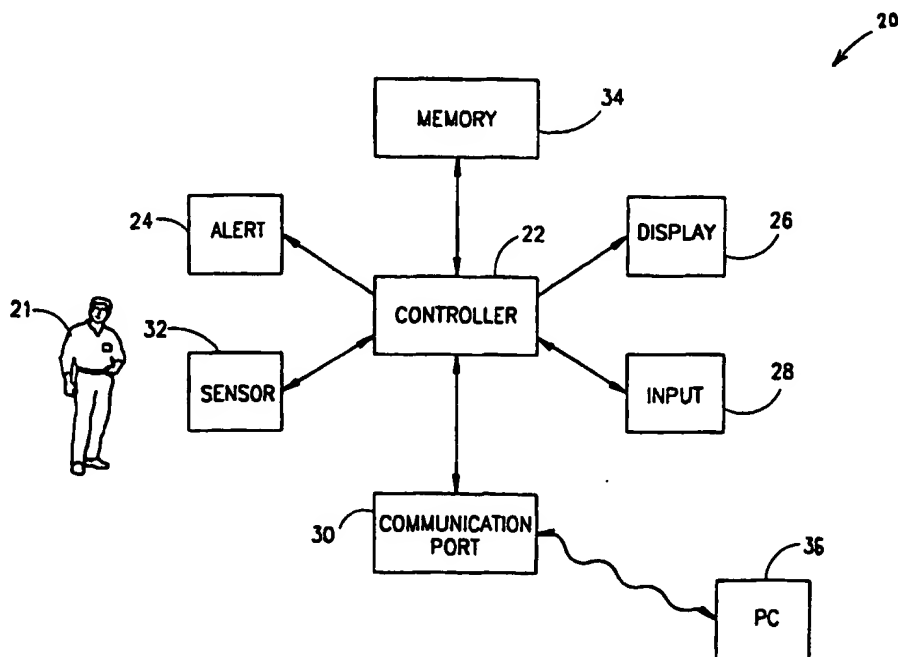 20
MEMORY
34
24
ALERT
22
DISPLAY
26
CONTROLLER
21
32
SENSOR
INPUT
28
30
COMMUNICATION
PORT
36
PC